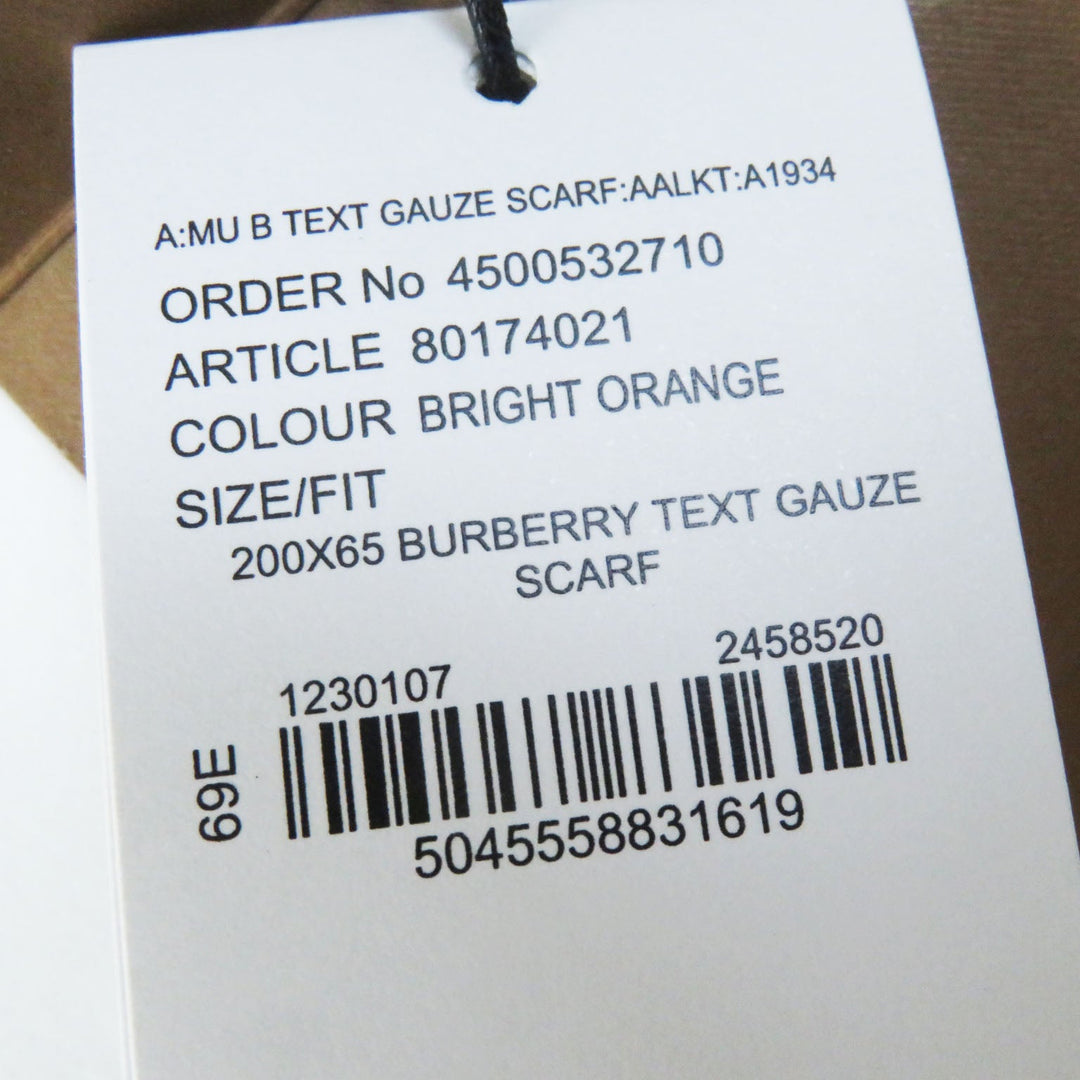 A:MU B TEXT GAUZE SCARF:AALKT:A1934
ORDER No 4500532710
ARTICLE 80174021
COLOUR BRIGHT ORANGE
SIZE/FIT
200X65 BURBERRY TEXT GAUZE
SCARF
1230107 2458520
69E
5045558831619